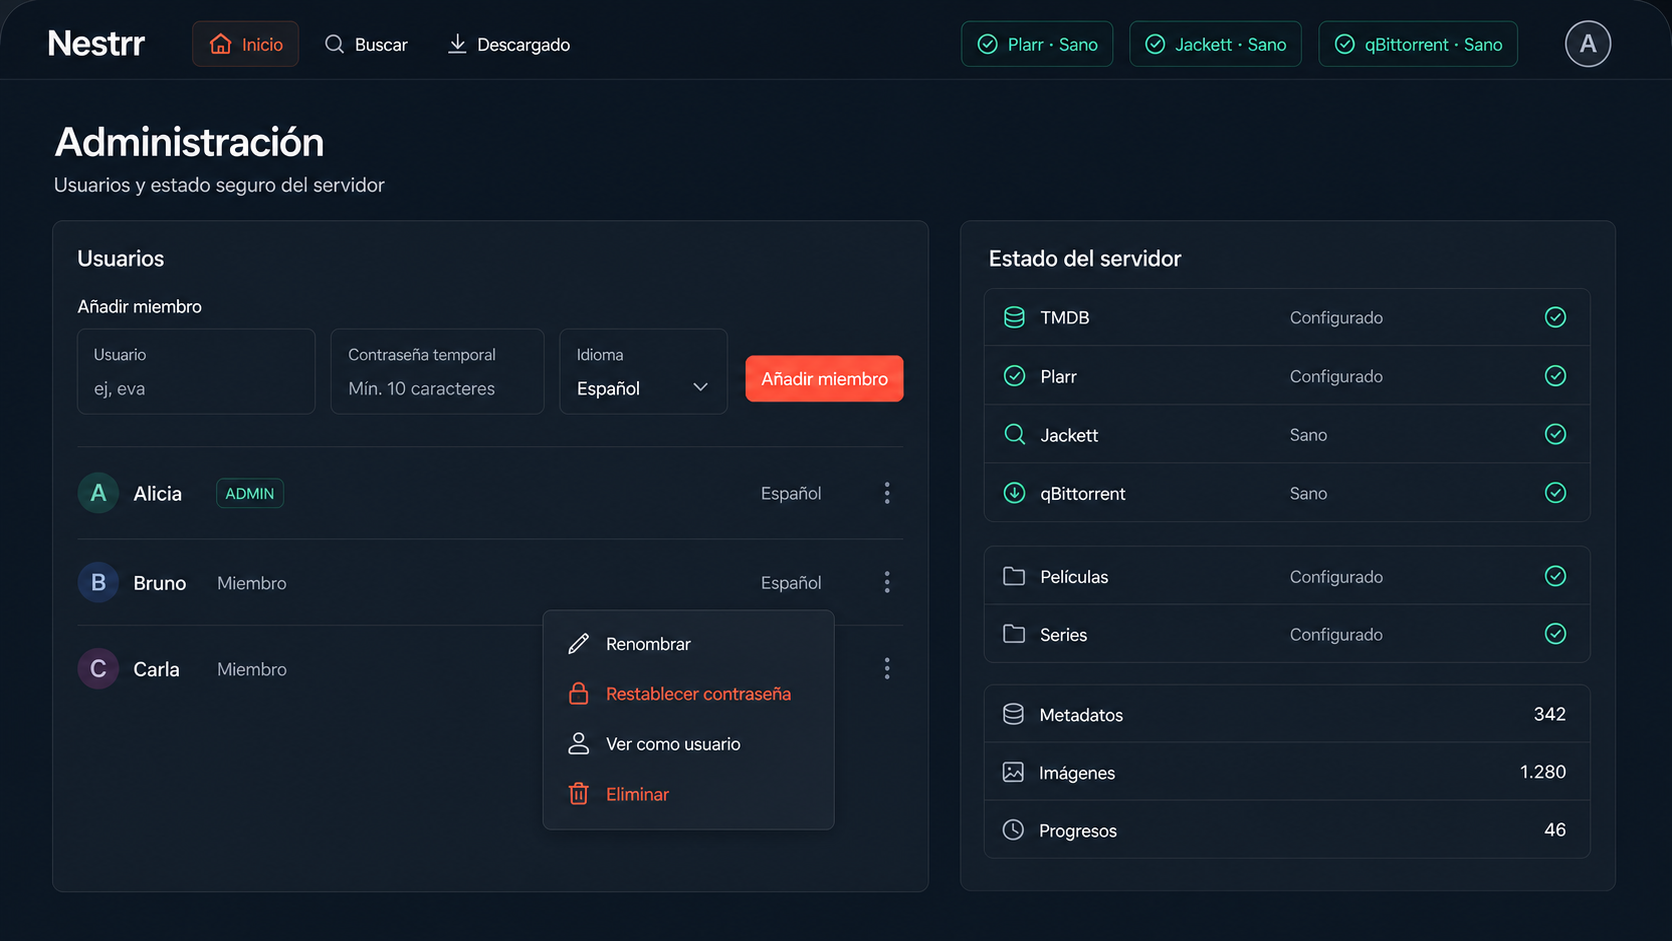 Nestrr
Inicio
Buscar
Descargado
Plarr · Sano
Jackett · Sano
qBittorrent · Sano
A
Administración
Usuarios y estado seguro del servidor
Usuarios
Añadir miembro
Usuario
ej, eva
Contraseña temporal
Mín. 10 caracteres
Idioma
Español
Añadir miembro
A Alicia ADMIN Español
B Bruno Miembro Español
C Carla Miembro
Renombrar
Restablecer contraseña
Ver como usuario
Eliminar
Estado del servidor
TMDB Configurado
Plarr Configurado
Jackett Sano
qBittorrent Sano
Películas Configurado
Series Configurado
Metadatos 342
Imágenes 1.280
Progresos 46